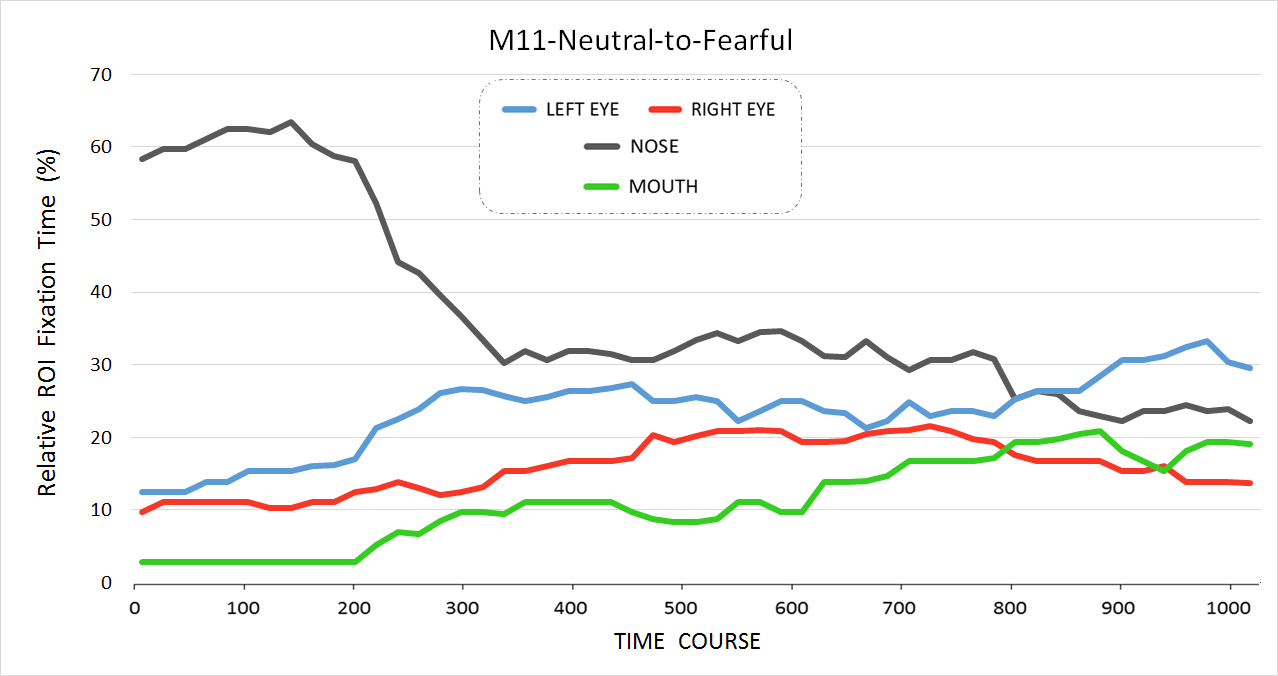 M11-Neutral-to-Fearful
LEFT EYE RIGHT EYE
NOSE
MOUTH
Relative ROI Fixation Time (%)
70
60
50
40
30
20
10
0
0 100 200 300 400 500 600 700 800 900 1000
TIME COURSE